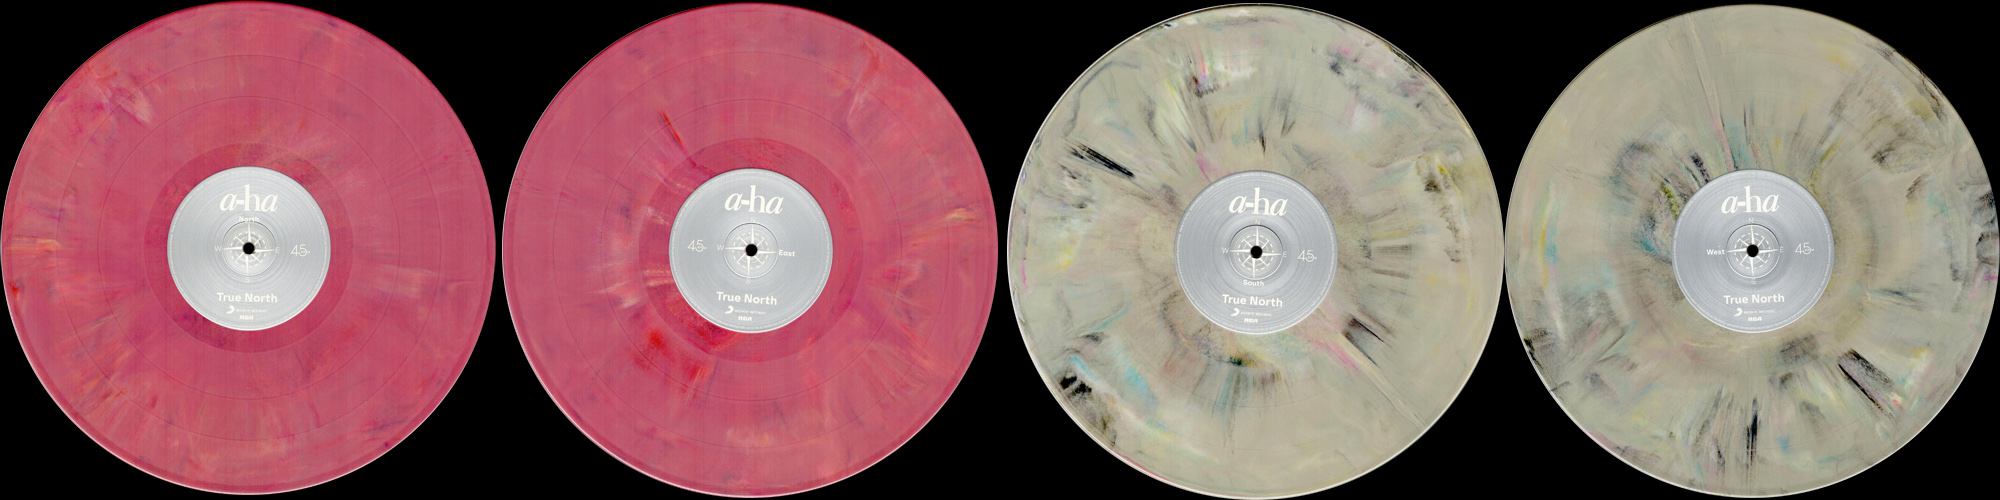 a-ha
North
W E 45
S
True North
RCA
a-ha
N
45 W East
S
True North
RCA
a-ha
N
W E 45
South
True North
RCA
a-ha
N
West E 45
S
True North
RCA